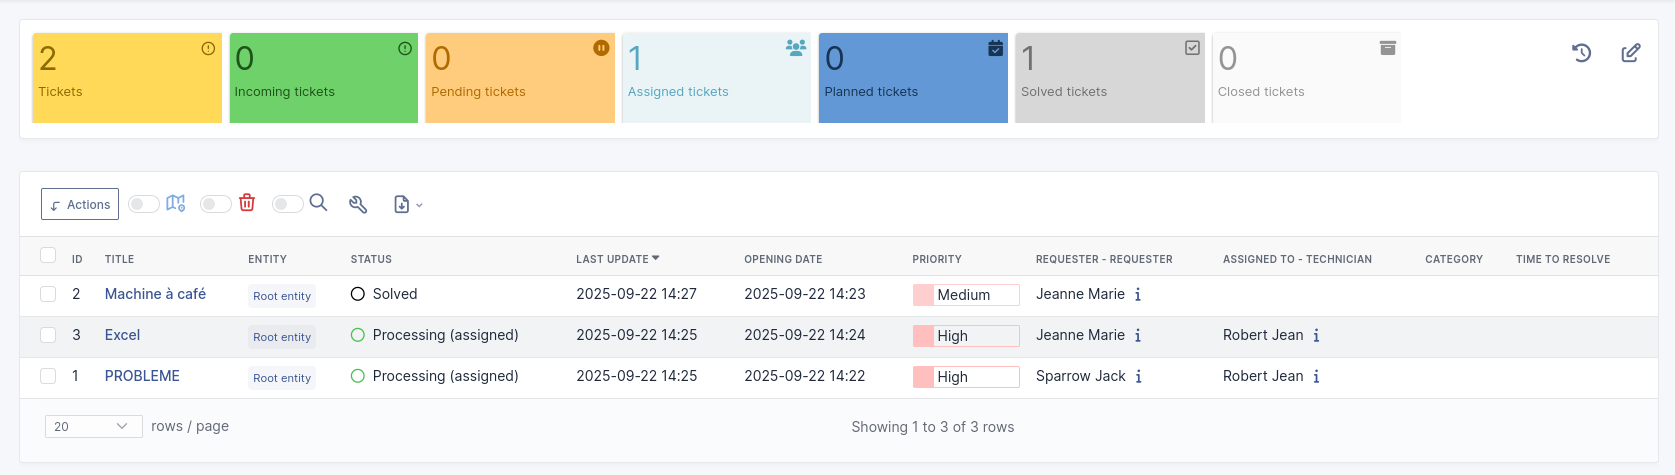 2 0 0 1 0 1 0
Tickets Incoming tickets Pending tickets Assigned tickets Planned tickets Solved tickets Closed tickets
Actions
ID TITLE ENTITY STATUS LAST UPDATE OPENING DATE PRIORITY REQUESTER - REQUESTER ASSIGNED TO - TECHNICIAN CATEGORY TIME TO RESOLVE
2 Machine à café Root entity Solved 2025-09-22 14:27 2025-09-22 14:23 Medium Jeanne Marie
3 Excel Root entity Processing (assigned) 2025-09-22 14:25 2025-09-22 14:24 High Jeanne Marie Robert Jean
1 PROBLEME Root entity Processing (assigned) 2025-09-22 14:25 2025-09-22 14:22 High Sparrow Jack Robert Jean
20 rows / page Showing 1 to 3 of 3 rows